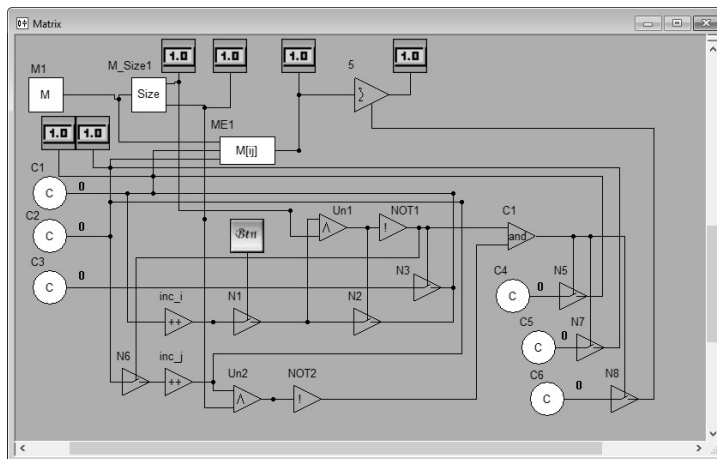 Matrix
1.0 1.0 1.0 1.0
M_Size1
5
M1
M
Size
Σ
1.0 1.0
ME1
M[ij]
C1
C 0
C2
C 0
C3
C 0
Btn
Un1
NOT1
C1
Λ
!
and
N3
C4
C 0
N5
inc_i
N1
N2
++
C5
C 0
N7
N6
inc_j
++
Un2
NOT2
Λ
!
C6
C 0
N8